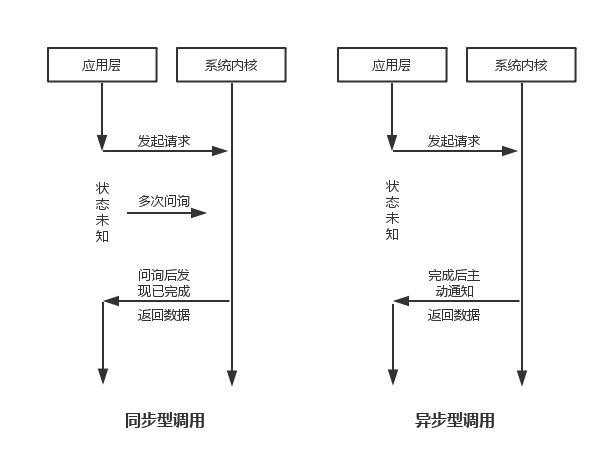 应用层
系统内核
发起请求
状
态
未
知
多次问询
问询后发
现已完成
返回数据
同步型调用
应用层
系统内核
发起请求
状
态
未
知
完成后主
动通知
返回数据
异步型调用